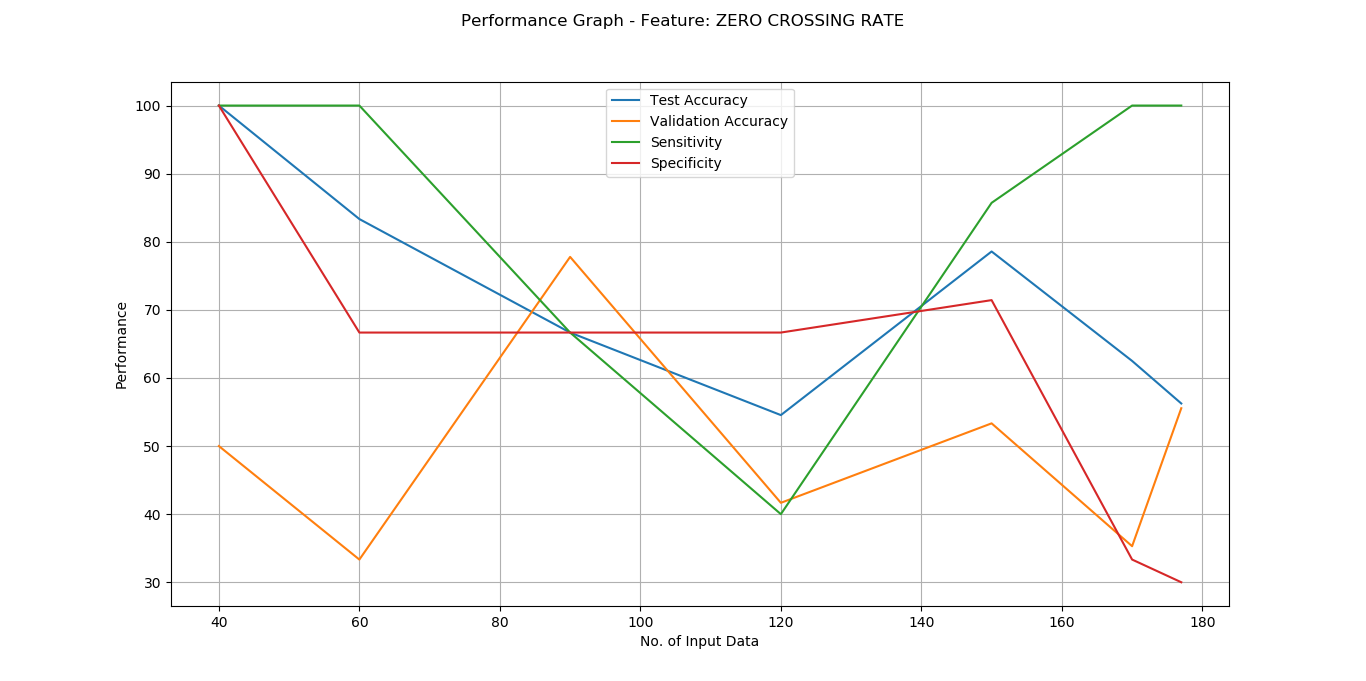 Performance Graph - Feature: ZERO CROSSING RATE
100
90
80
70
60
50
40
30
Performance
Test Accuracy
Validation Accuracy
Sensitivity
Specificity
40 60 80 100 120 140 160 180
No. of Input Data